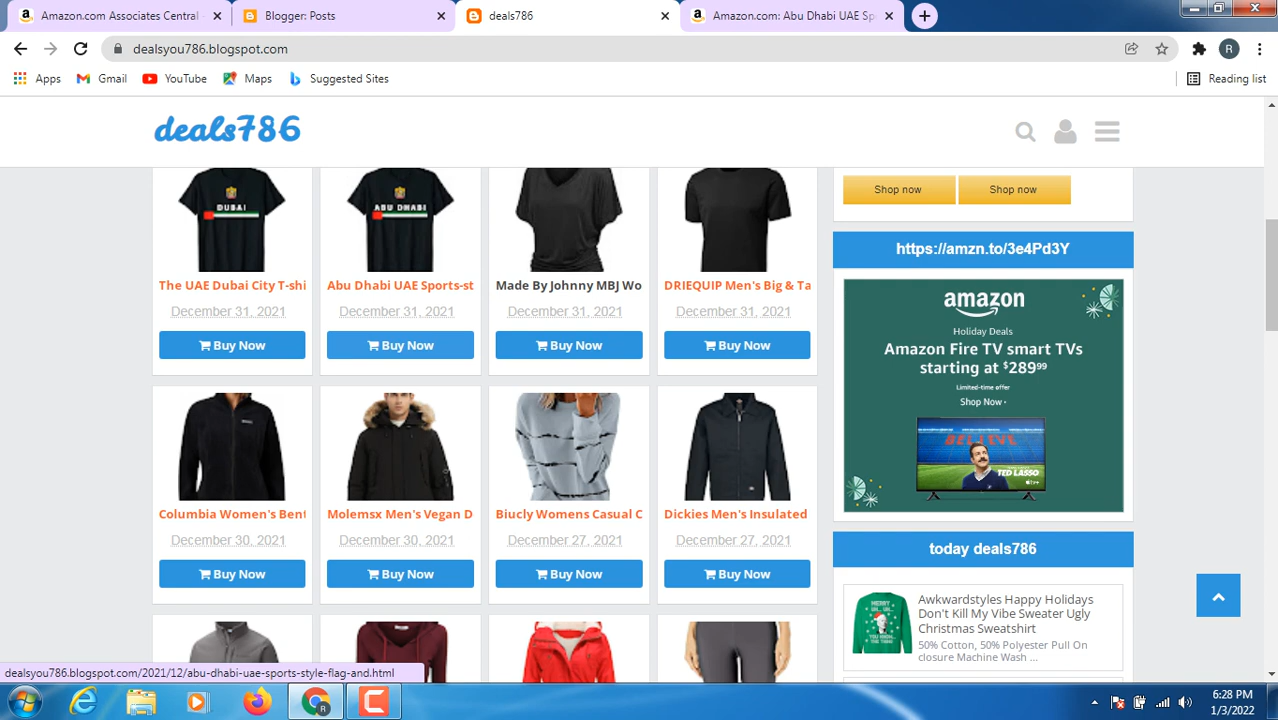 Amazon.com Associates Central -
Blogger: Posts
deals786
Amazon.com: Abu Dhabi UAE Sp
dealsyou786.blogspot.com
R
Apps
Gmail
YouTube
Maps
Suggested Sites
Reading list
deals786
DUBAI
ABU DHABI
The UAE Dubai City T-shi
Abu Dhabi UAE Sports-st
Made By Johnny MBJ Wo
DRIEQUIP Men's Big & Ta
December 31, 2021
December 31, 2021
December 31, 2021
December 31, 2021
Buy Now
Buy Now
Buy Now
Buy Now
Columbia Women's Bent
Molemsx Men's Vegan D
Biucly Womens Casual C
Dickies Men's Insulated
December 30, 2021
December 30, 2021
December 27, 2021
December 27, 2021
Buy Now
Buy Now
Buy Now
Buy Now
Shop now
Shop now
https://amzn.to/3e4Pd3Y
amazon
Holiday Deals
Amazon Fire TV smart TVs
starting at $289.99
Limited-time offer
Shop Now
BELIEVE
TED LASSO
today deals786
Awkwardstyles Happy Holidays
Don't Kill My Vibe Sweater Ugly
Christmas Sweatshirt
50% Cotton, 50% Polyester Pull On
closure Machine Wash ...
dealsyou786.blogspot.com/2021/12/abu-dhabi-uae-sports-style-flag-and.html
6:28 PM
1/3/2022